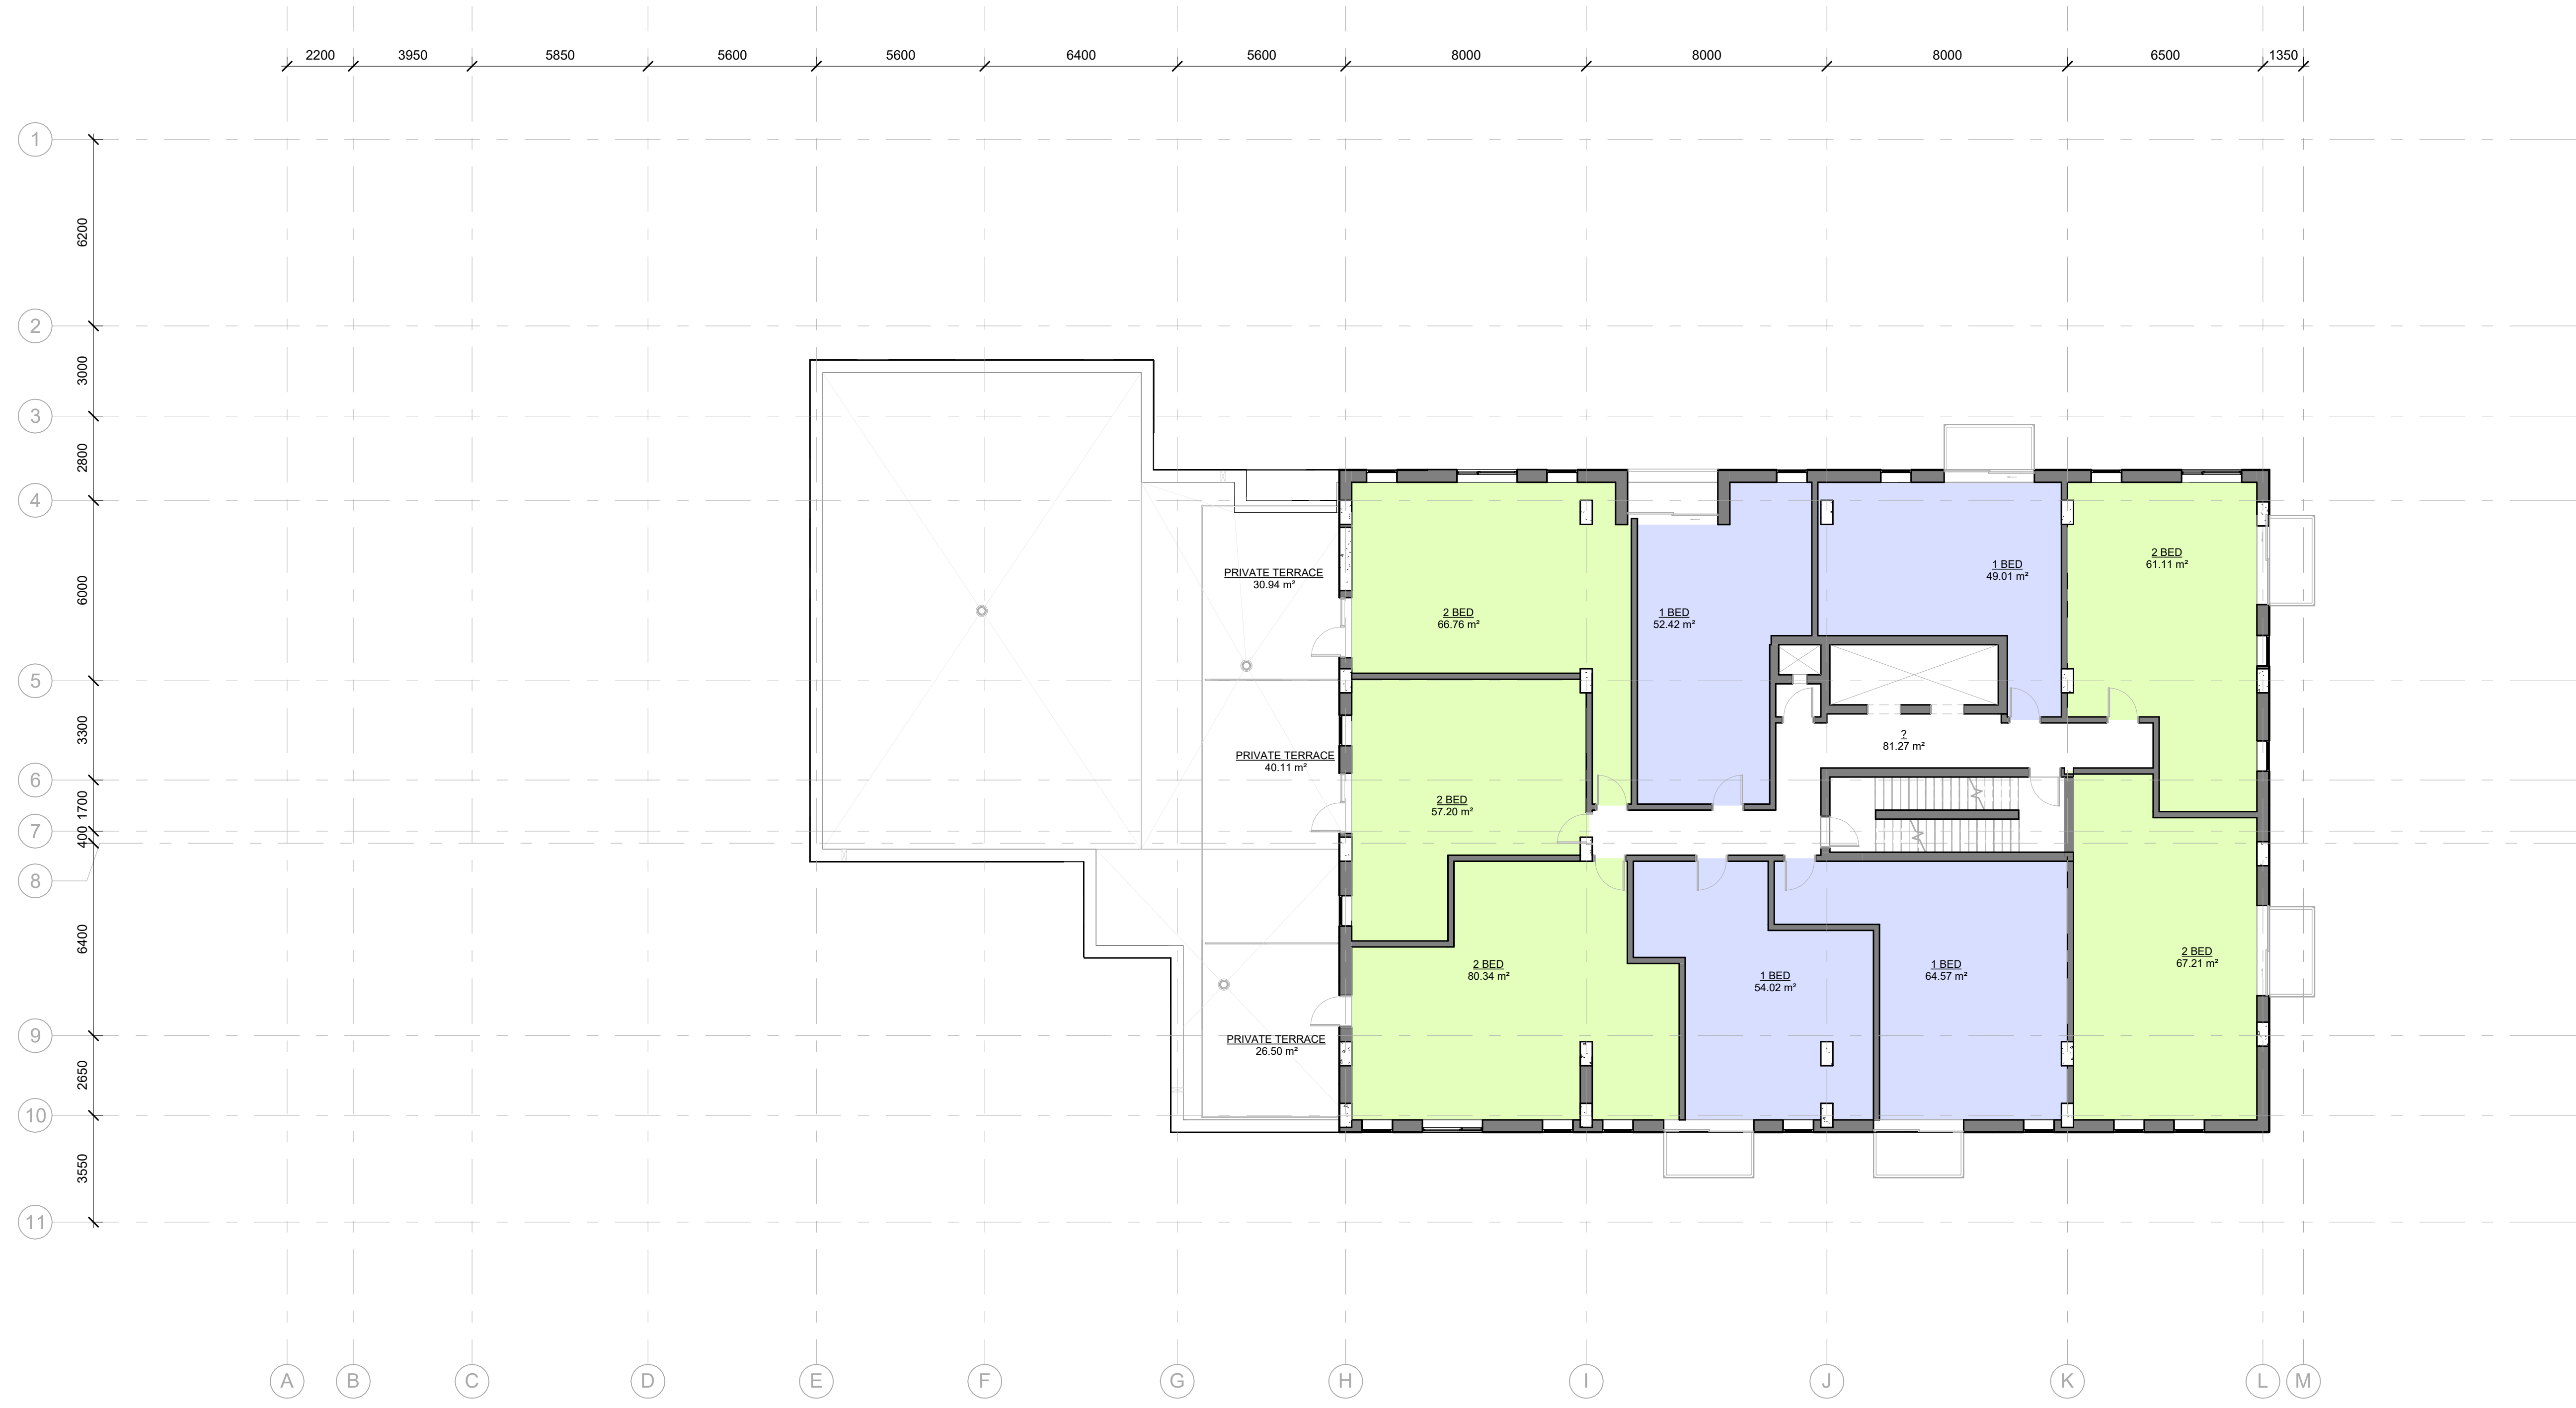 2200 3950 5850 5600 5600 6400 5600 8000 8000 8000 6500 1350
1
6200
2
3000
3
2800
4
6000
5
3300
6
1700
7
400
8
6400
9
2650
10
3550
11
PRIVATE TERRACE
30.94 m²
2 BED
66.76 m²
1 BED
52.42 m²
1 BED
49.01 m²
2 BED
61.11 m²
PRIVATE TERRACE
40.11 m²
2 BED
57.20 m²
?
81.27 m²
2 BED
80.34 m²
1 BED
54.02 m²
1 BED
64.57 m²
2 BED
67.21 m²
PRIVATE TERRACE
26.50 m²
A B C D E F G H I J K L M